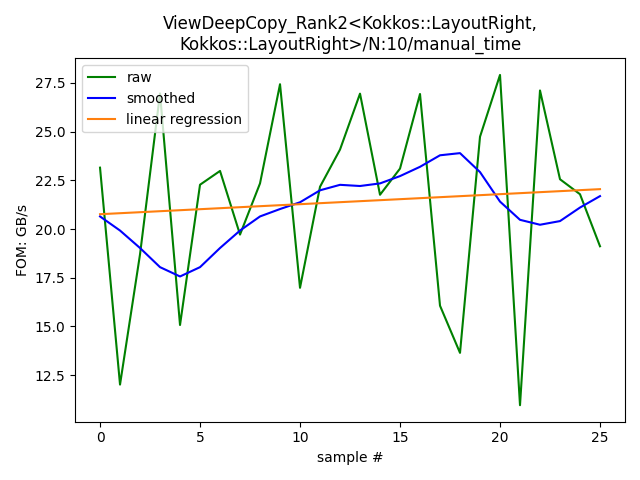 ViewDeepCopy_Rank2<Kokkos::LayoutRight,
Kokkos::LayoutRight>/N:10/manual_time
raw
smoothed
linear regression
FOM: GB/s
27.5
25.0
22.5
20.0
17.5
15.0
12.5
0
5
10
15
20
25
sample #